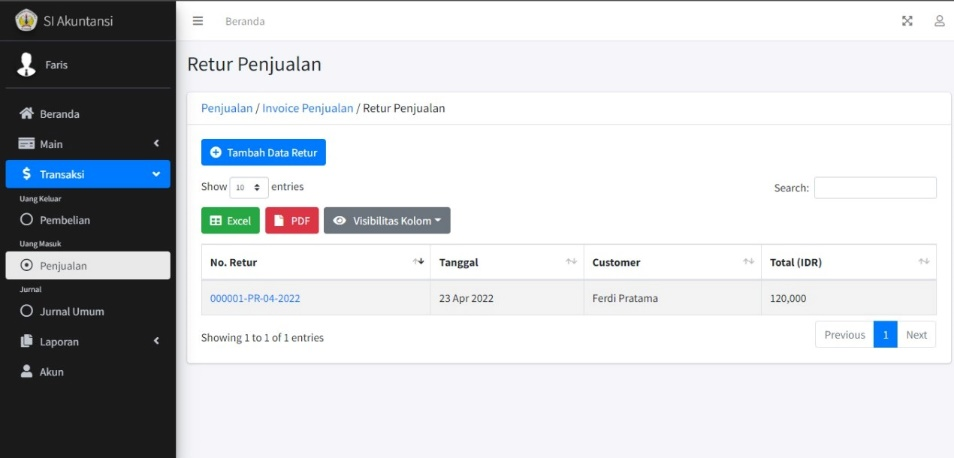 SI Akuntansi
Beranda
Faris
Beranda
Main
Transaksi
Uang Keluar
Pembelian
Uang Masuk
Penjualan
Jurnal
Jurnal Umum
Laporan
Akun
Retur Penjualan
Penjualan / Invoice Penjualan / Retur Penjualan
Tambah Data Retur
Show 10 entries
Search:
Excel PDF Visibilitas Kolom
No. Retur Tanggal Customer Total (IDR)
000001-PR-04-2022 23 Apr 2022 Ferdi Pratama 120,000
Showing 1 to 1 of 1 entries
Previous 1 Next